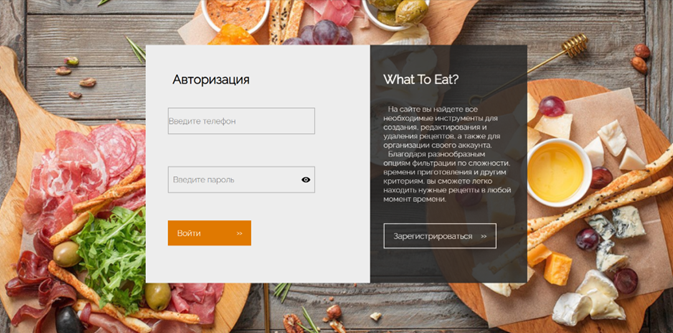 Авторизация
Введите телефон
Введите пароль
Войти >>
What To Eat?
На сайте вы найдете все
необходимые инструменты для
создания, редактирования и
удаления рецептов, а также для
организации своего аккаунта.
Благодаря разнообразным
опциям фильтрации по сложности,
времени приготовления и другим
критериям, вы сможете легко
находить нужные рецепты в любой
момент времени.
Зарегистрироваться >>